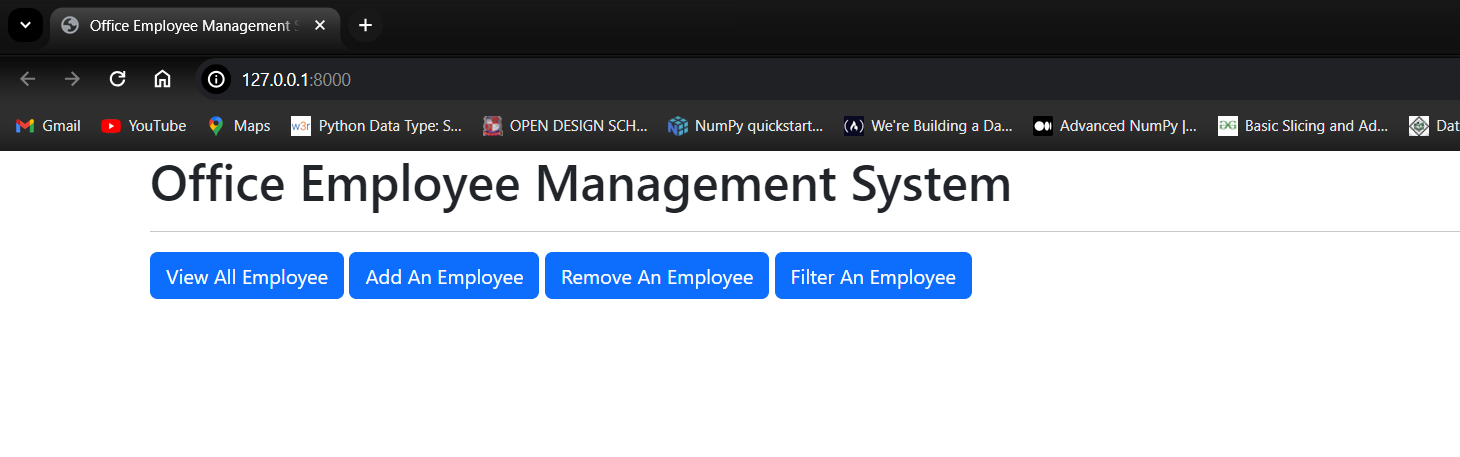 Office Employee Management S
127.0.0.1:8000
Gmail YouTube Maps w3r Python Data Type: S... OPEN DESIGN SCH... NumPy quickstart... We're Building a Da... Advanced NumPy |... Basic Slicing and Ad... Dat
Office Employee Management System
View All Employee Add An Employee Remove An Employee Filter An Employee